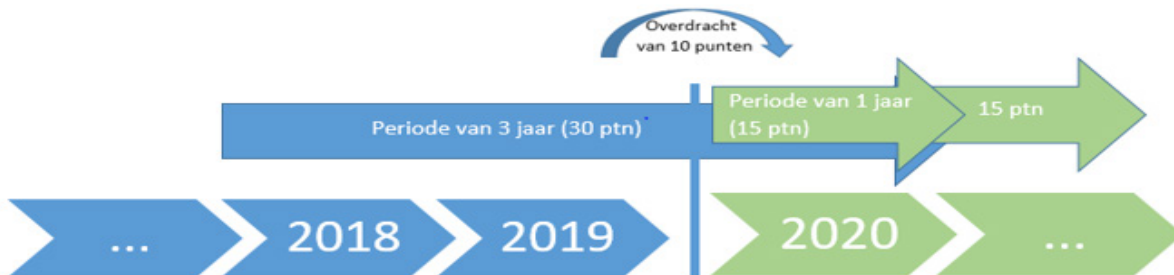 Overdracht
van 10 punten
Periode van 3 jaar (30 ptn)
Periode van 1 jaar
(15 ptn)
15 ptn
...
2018
2019
2020
...